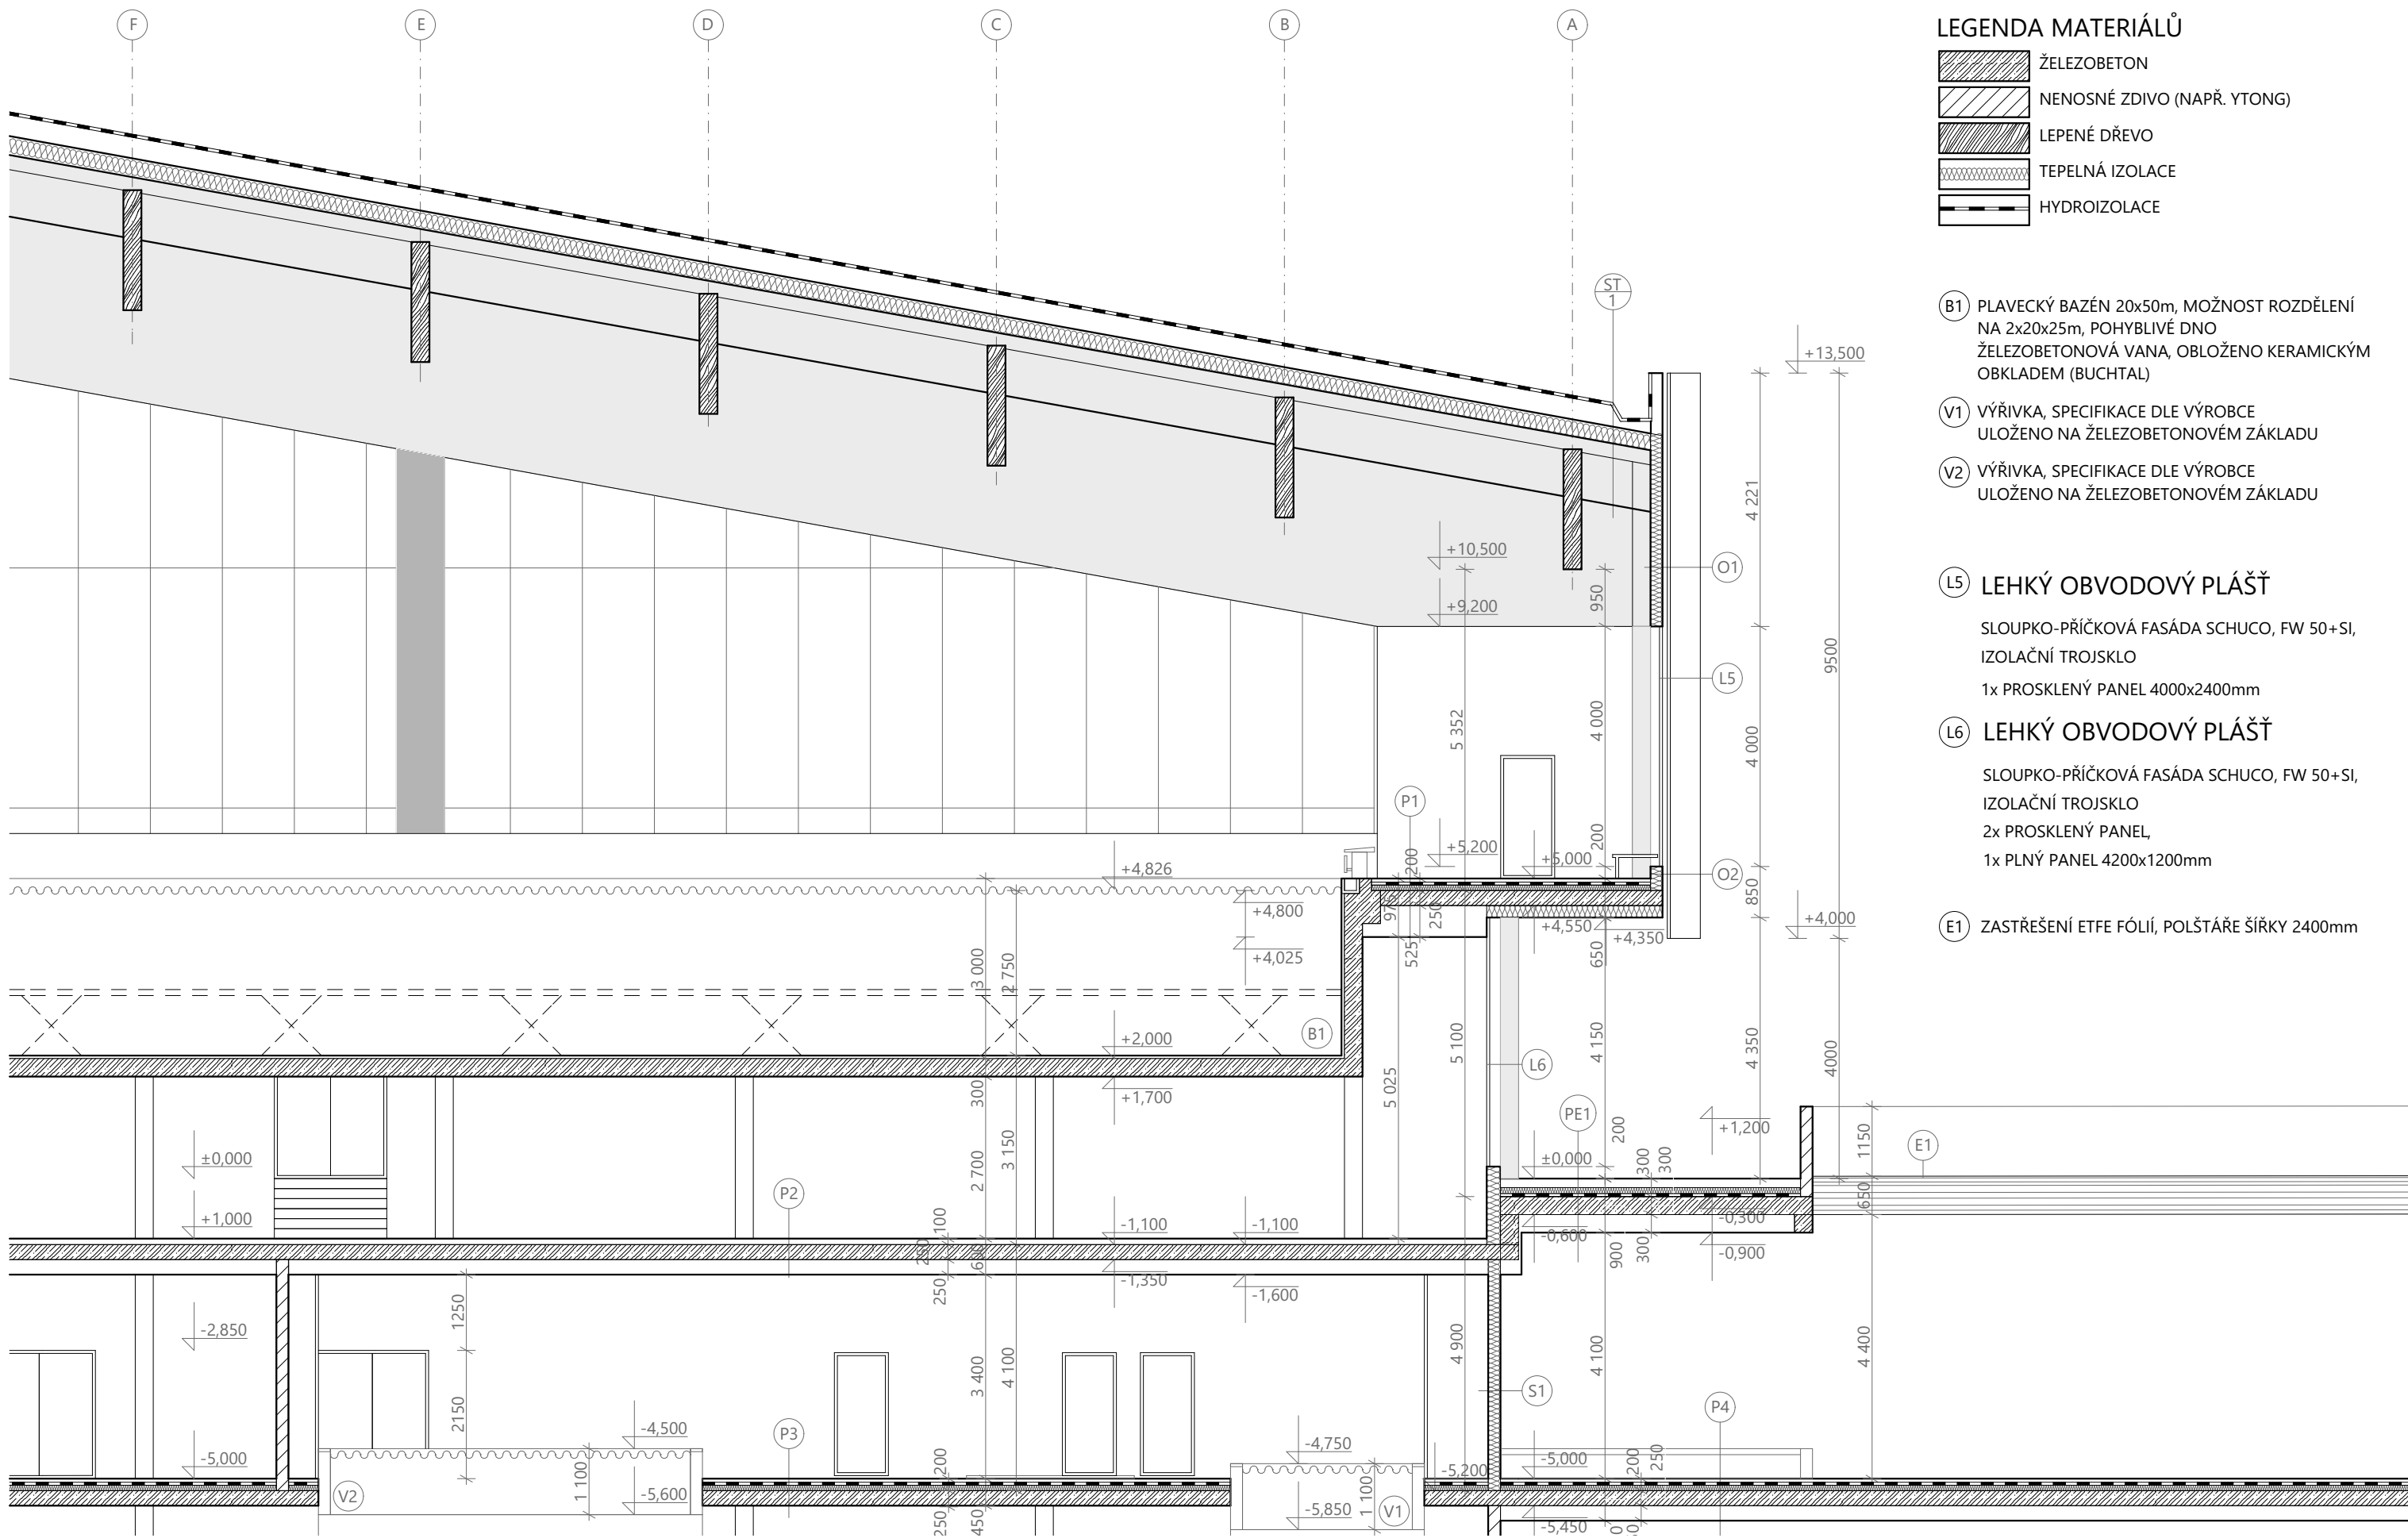 F
E
D
C
B
A
LEGENDA MATERIÁLŮ
ŽELEZOBETON
NENOSNÉ ZDIVO (NAPŘ. YTONG)
LEPENÉ DŘEVO
TEPELNÁ IZOLACE
HYDROIZOLACE
B1 PLAVECKÝ BAZÉN 20x50m, MOŽNOST ROZDĚLENÍ
NA 2x20x25m, POHYBLIVÉ DNO
ŽELEZOBETONOVÁ VANA, OBLOŽENO KERAMICKÝM
OBKLADEM (BUCHTAL)
V1 VÝŘIVKA, SPECIFIKACE DLE VÝROBCE
ULOŽENO NA ŽELEZOBETONOVÉM ZÁKLADU
V2 VÝŘIVKA, SPECIFIKACE DLE VÝROBCE
ULOŽENO NA ŽELEZOBETONOVÉM ZÁKLADU
L5 LEHKÝ OBVODOVÝ PLÁŠŤ
SLOUPKO-PŘÍČKOVÁ FASÁDA SCHUCO, FW 50+SI,
IZOLAČNÍ TROJSKLO
1x PROSKLENÝ PANEL 4000x2400mm
L6 LEHKÝ OBVODOVÝ PLÁŠŤ
SLOUPKO-PŘÍČKOVÁ FASÁDA SCHUCO, FW 50+SI,
IZOLAČNÍ TROJSKLO
2x PROSKLENÝ PANEL,
1x PLNÝ PANEL 4200x1200mm
E1 ZASTŘEŠENÍ ETFE FÓLIÍ, POLŠTÁŘE ŠÍŘKY 2400mm
ST
1
+13,500
4 221
+10,500
+9,200
950
O1
9500
L5
5 352
4 000
4 000
P1
200
+5,200
+5,000
200
O2
+4,826
+4,800
+4,025
975
250
525
+4,550
+4,350
850
+4,000
650
3 000
2 750
B1
+2,000
+1,700
300
5 100
4 150
4 350
4000
L6
5 025
PE1
200
+1,200
1150
E1
3 150
2 700
±0,000
±0,000
300
300
650
P2
+1,000
100
-1,100
-1,100
-0,300
-0,600
-0,900
900
300
250
600
250
-1,350
-1,600
1250
-2,850
2150
3 400
4 100
4 900
4 100
4 400
S1
P4
-4,500
P3
-4,750
-5,000
-5,000
200
-5,200
200
250
V2
1 100
-5,600
1 100
V1
-5,850
250
450
-5,450